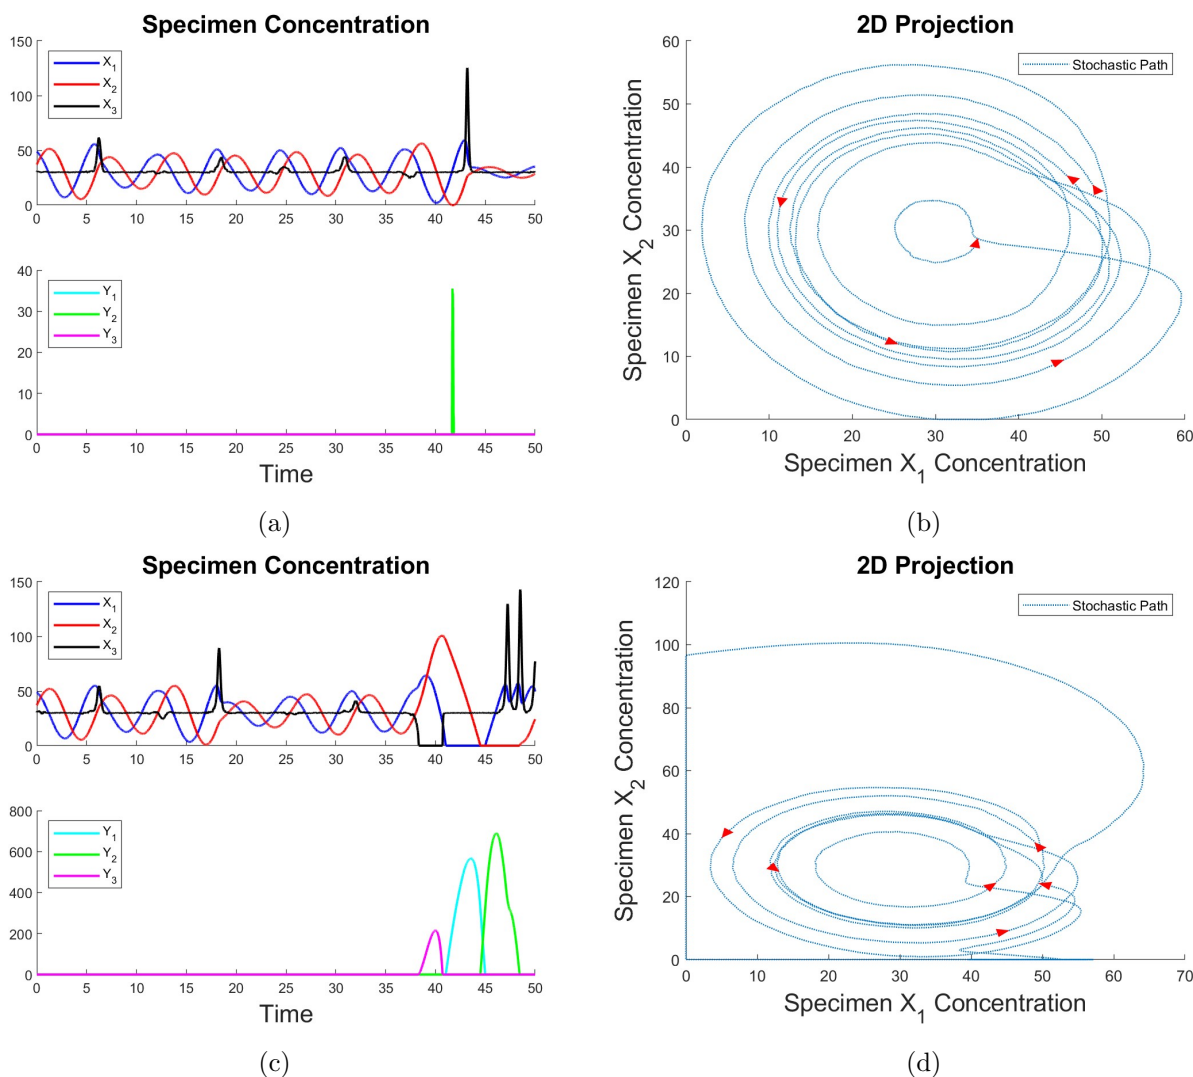 Specimen Concentration
150
100
50
0
X1
X2
X3
0 5 10 15 20 25 30 35 40 45 50
40
30
20
10
0
Y1
Y2
Y3
0 5 10 15 20 25 30 35 40 45 50
Time
(a)
2D Projection
Stochastic Path
60
50
40
30
20
10
0
Specimen X2 Concentration
0 10 20 30 40 50 60
Specimen X1 Concentration
(b)
Specimen Concentration
150
100
50
0
X1
X2
X3
0 5 10 15 20 25 30 35 40 45 50
800
600
400
200
0
Y1
Y2
Y3
0 5 10 15 20 25 30 35 40 45 50
Time
(c)
2D Projection
Stochastic Path
120
100
80
60
40
20
0
Specimen X2 Concentration
0 10 20 30 40 50 60 70
Specimen X1 Concentration
(d)